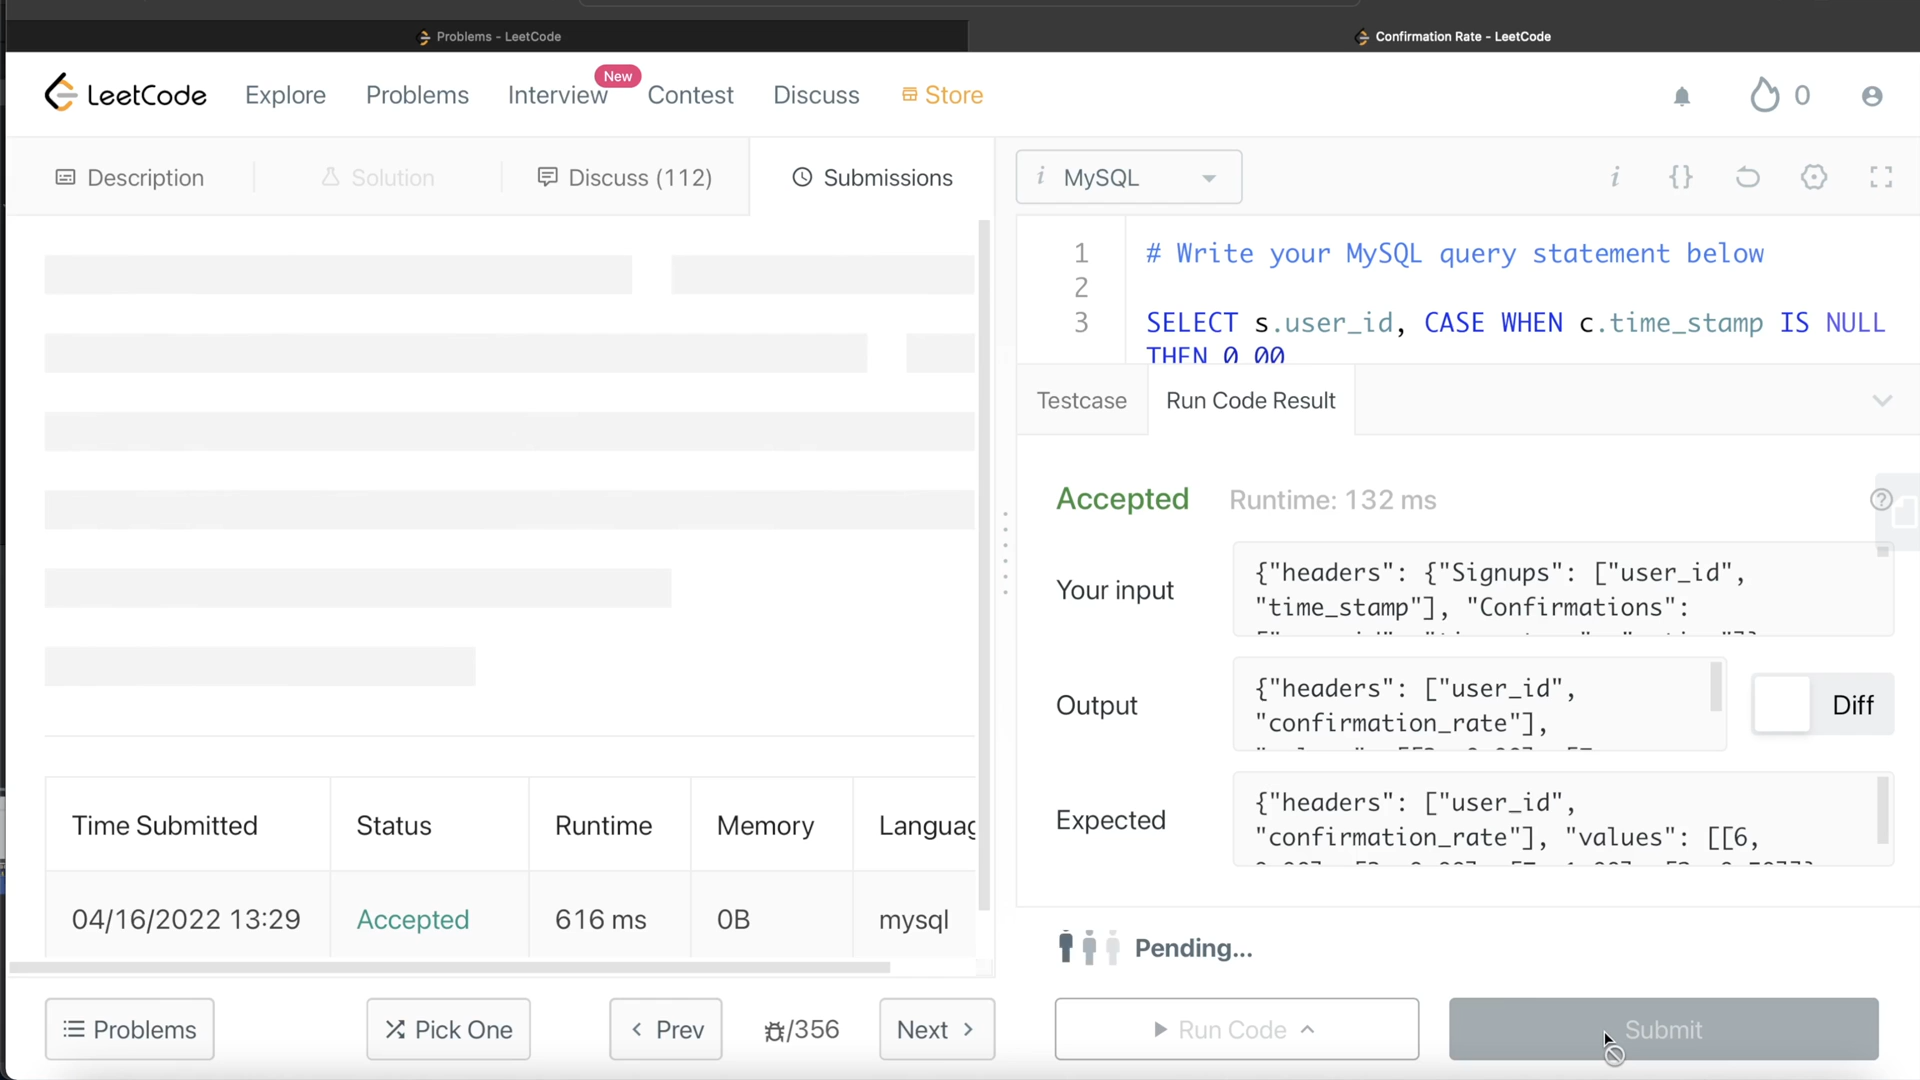 Problems - LeetCode
Confirmation Rate - LeetCode
LeetCode
Explore
Problems
Interview
New
Contest
Discuss
Store
0
Description
Solution
Discuss (112)
Submissions
i MySQL
i {}
1 # Write your MySQL query statement below
2
3 SELECT s.user_id, CASE WHEN c.time_stamp IS NULL
THEN 0.00
Testcase
Run Code Result
Accepted
Runtime: 132 ms
?
Your input
{"headers": {"Signups": ["user_id",
"time_stamp"], "Confirmations":
Output
{"headers": ["user_id",
"confirmation_rate"],
Diff
Expected
{"headers": ["user_id",
"confirmation_rate"], "values": [[6,
Time Submitted
Status
Runtime
Memory
Languag
04/16/2022 13:29
Accepted
616 ms
0B
mysql
Pending...
Problems
Pick One
Prev
/356
Next
Run Code
Submit